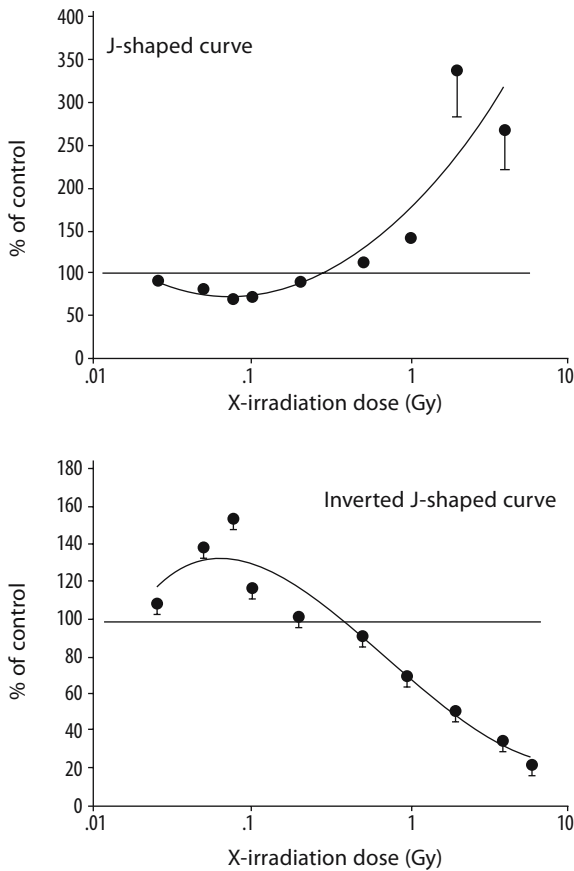 400
J-shaped curve
350
300
250
200
150
100
50
0
% of control
.01 .1 1 10
X-irradiation dose (Gy)
180
160
Inverted J-shaped curve
140
120
100
80
60
40
20
0
% of control
.01 .1 1 10
X-irradiation dose (Gy)